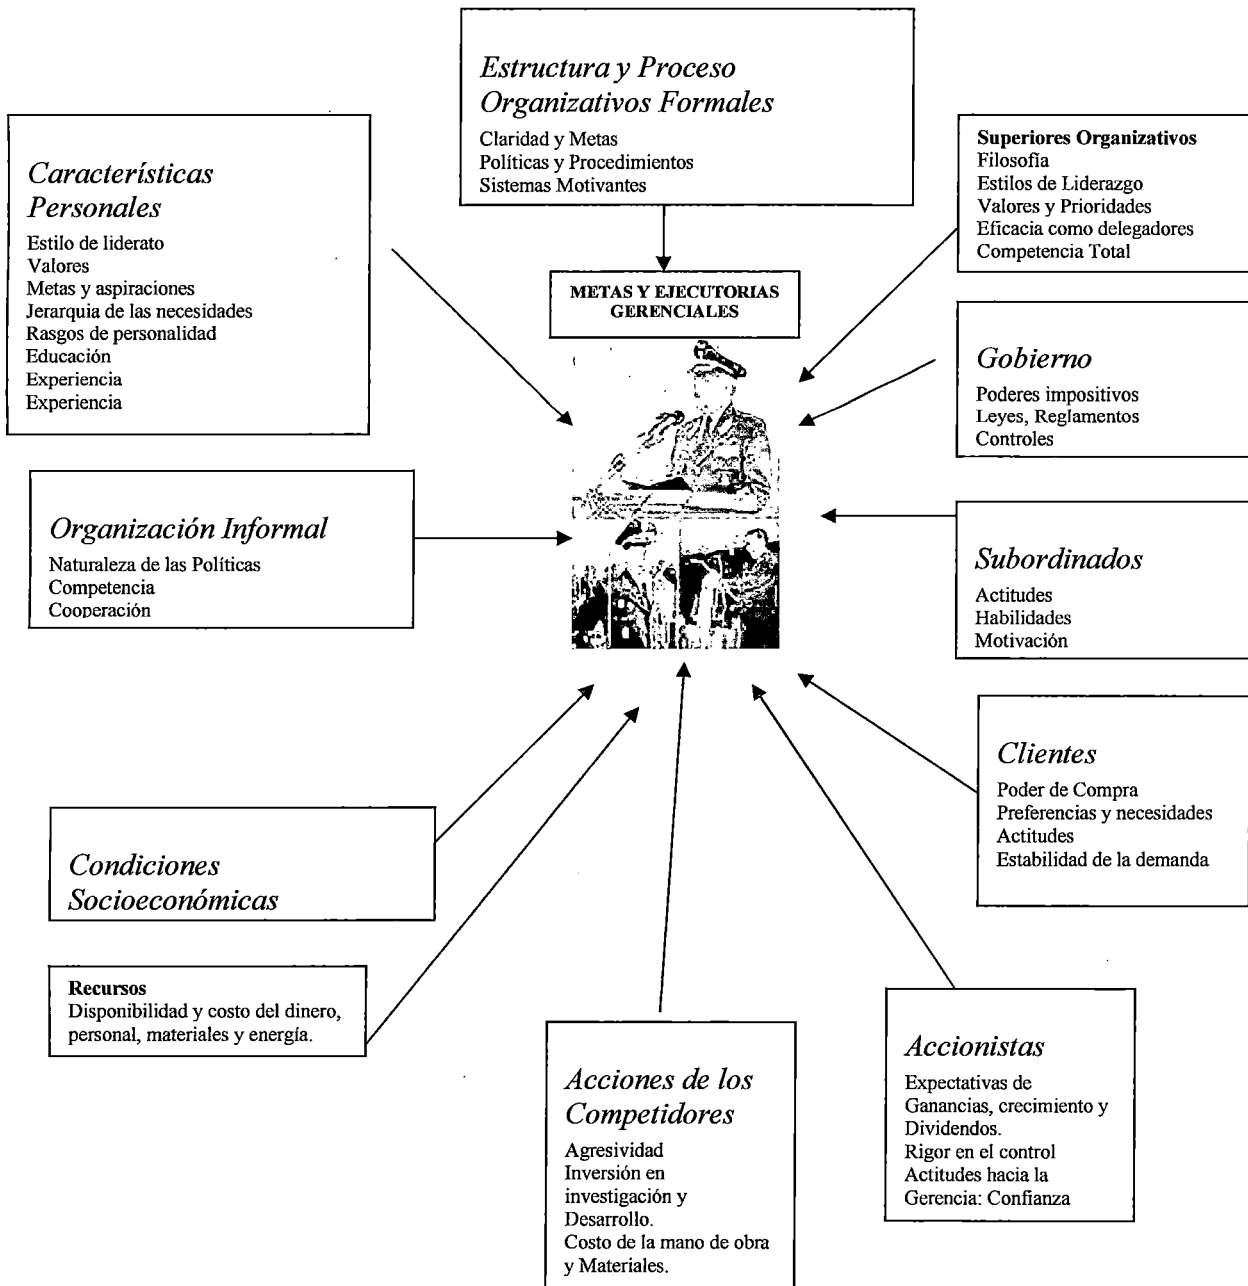 Estructura y Proceso
Organizativos Formales
Claridad y Metas
Políticas y Procedimientos
Sistemas Motivantes
Características
Personales
Estilo de liderato
Valores
Metas y aspiraciones
Jerarquia de las necesidades
Rasgos de personalidad
Educación
Experiencia
Experiencia
Superiores Organizativos
Filosofía
Estilos de Liderazgo
Valores y Prioridades
Eficacia como delegadores
Competencia Total
METAS Y EJECUTORIAS
GERENCIALES
Gobierno
Poderes impositivos
Leyes, Reglamentos
Controles
Organización Informal
Naturaleza de las Políticas
Competencia
Cooperación
Subordinados
Actitudes
Habilidades
Motivación
Clientes
Poder de Compra
Preferencias y necesidades
Actitudes
Estabilidad de la demanda
Condiciones
Socioeconómicas
Recursos
Disponibilidad y costo del dinero,
personal, materiales y energía.
Acciones de los
Competidores
Agresividad
Inversión en
investigación y
Desarrollo.
Costo de la mano de obra
y Materiales.
Accionistas
Expectativas de
Ganancias, crecimiento y
Dividendos.
Rigor en el control
Actitudes hacia la
Gerencia: Confianza